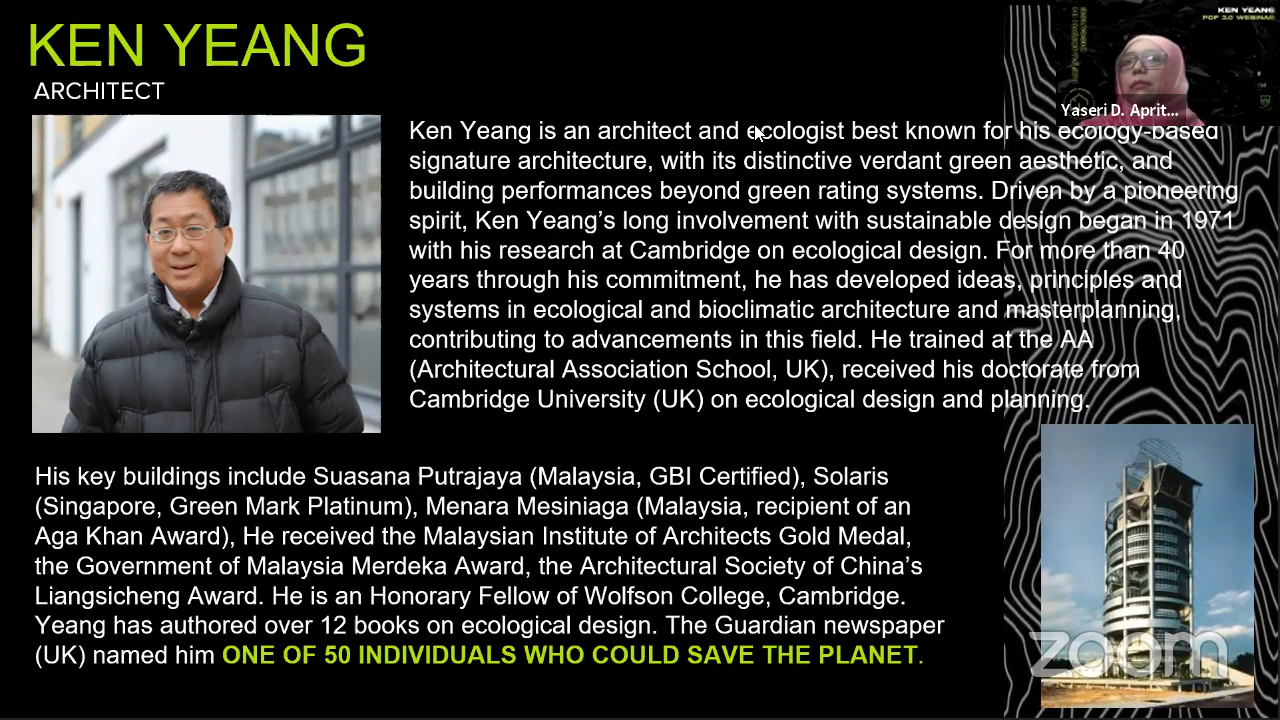 KEN YEANG
ARCHITECT
KEN YEANG
PDF 3.0 WEBINAR
Yaseri D. Aprit...
Ken Yeang is an architect and ecologist best known for his ecology-based
signature architecture, with its distinctive verdant green aesthetic, and
building performances beyond green rating systems. Driven by a pioneering
spirit, Ken Yeang’s long involvement with sustainable design began in 1971
with his research at Cambridge on ecological design. For more than 40
years through his commitment, he has developed ideas, principles and
systems in ecological and bioclimatic architecture and masterplanning,
contributing to advancements in this field. He trained at the AA
(Architectural Association School, UK), received his doctorate from
Cambridge University (UK) on ecological design and planning.
His key buildings include Suasana Putrajaya (Malaysia, GBI Certified), Solaris
(Singapore, Green Mark Platinum), Menara Mesiniaga (Malaysia, recipient of an
Aga Khan Award), He received the Malaysian Institute of Architects Gold Medal,
the Government of Malaysia Merdeka Award, the Architectural Society of China’s
Liangsicheng Award. He is an Honorary Fellow of Wolfson College, Cambridge.
Yeang has authored over 12 books on ecological design. The Guardian newspaper
(UK) named him ONE OF 50 INDIVIDUALS WHO COULD SAVE THE PLANET.
zoom